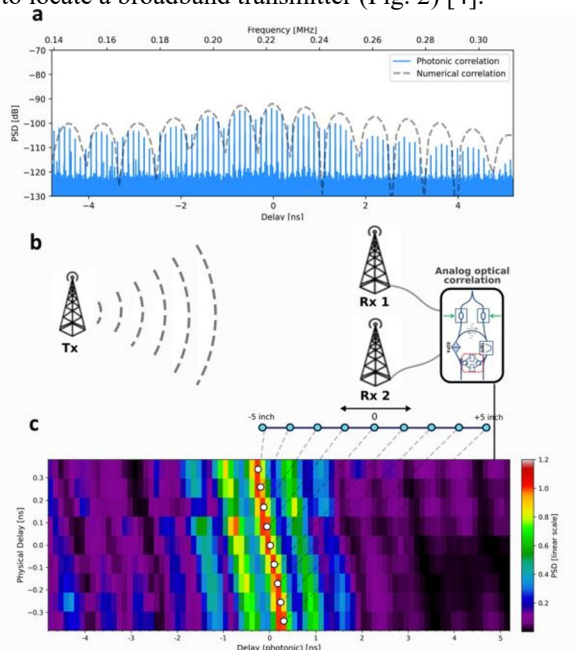 to locate a broadband transmitter (Fig. 2) [4].
a
Frequency [MHz]
0.14 0.16 0.18 0.20 0.22 0.24 0.26 0.28 0.30
Photonic correlation
Numerical correlation
PSD [dB]
−70
−80
−90
−100
−110
−120
−130
−4 −2 0 2 4
Delay [ns]
b
Tx
Rx 1
Rx 2
Analog optical
correlation
c
-5 inch 0 +5 inch
Physical Delay [ns]
0.3
0.2
0.1
0.0
−0.1
−0.2
−0.3
-4 -3 -2 -1 0 1 2 3 4 5
Delay (photonic) [ns]
1.2
1.0
0.8
0.6
0.4
0.2
PSD [linear scale]